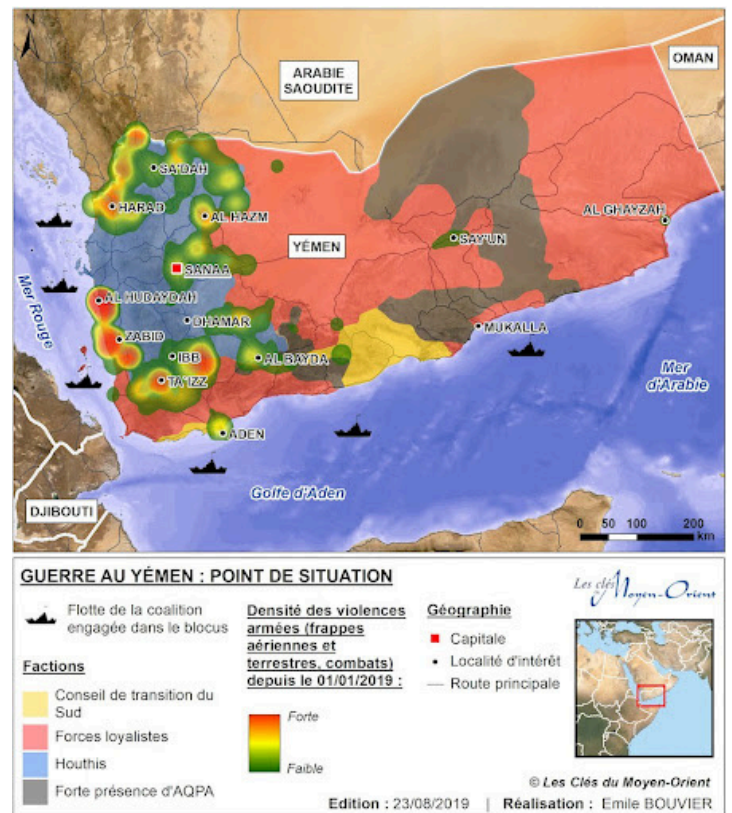 N
OMAN
ARABIE
SAOUDITE
SA'DAH
HARAD
AL HAZM
AL GHAYZAH
SAY'UN
YÉMEN
SANAA
Mer Rouge
AL HUDAYDAH
DHAMAR
ZABID
MUKALLA
IBB
AL BAYDA
TA'IZZ
Mer
d'Arabie
ADEN
Golfe d'Aden
DJIBOUTI
0 50 100 200
km
GUERRE AU YÉMEN : POINT DE SITUATION
Flotte de la coalition
engagée dans le blocus
Factions
Conseil de transition du
Sud
Forces loyalistes
Houthis
Forte présence d'AQPA
Densité des violences
armées (frappes
aériennes et
terrestres, combats)
depuis le 01/01/2019 :
Forte
Faible
Géographie
Capitale
Localité d'intérêt
Route principale
Les clés du Moyen-Orient
© Les Clés du Moyen-Orient
Edition : 23/08/2019 | Réalisation : Emile BOUVIER